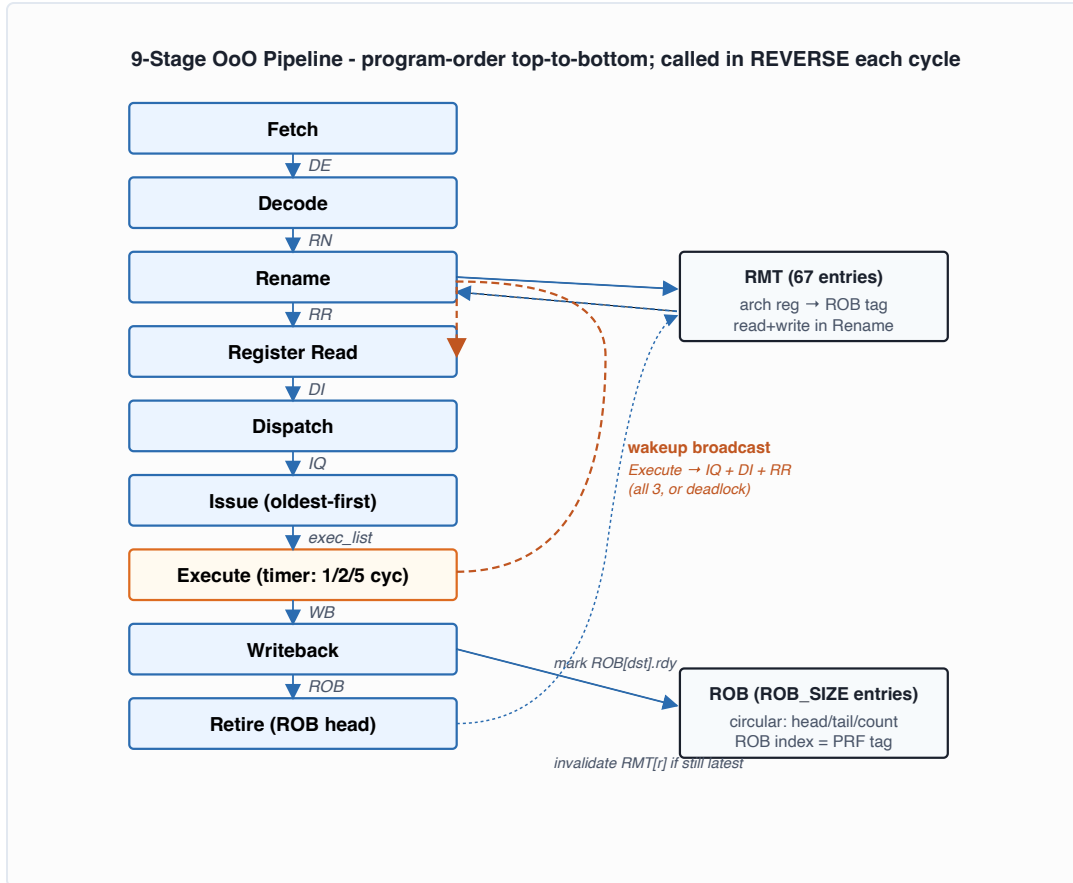 9-Stage OoO Pipeline - program-order top-to-bottom; called in REVERSE each cycle
Fetch
DE
Decode
RN
Rename
RMT (67 entries)
arch reg → ROB tag
read+write in Rename
RR
Register Read
DI
Dispatch
wakeup broadcast
Execute → IQ + DI + RR
(all 3, or deadlock)
IQ
Issue (oldest-first)
exec_list
Execute (timer: 1/2/5 cyc)
WB
Writeback
mark ROB[dst].rdy
ROB
Retire (ROB head)
ROB (ROB_SIZE entries)
circular: head/tail/count
ROB index = PRF tag
invalidate RMT[r] if still latest